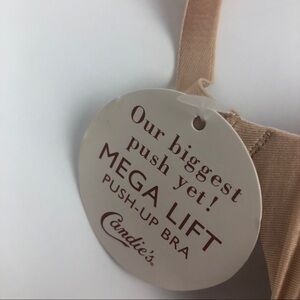 Our biggest
push yet!
MEGA LIFT
PUSH-UP BRA
Candie's